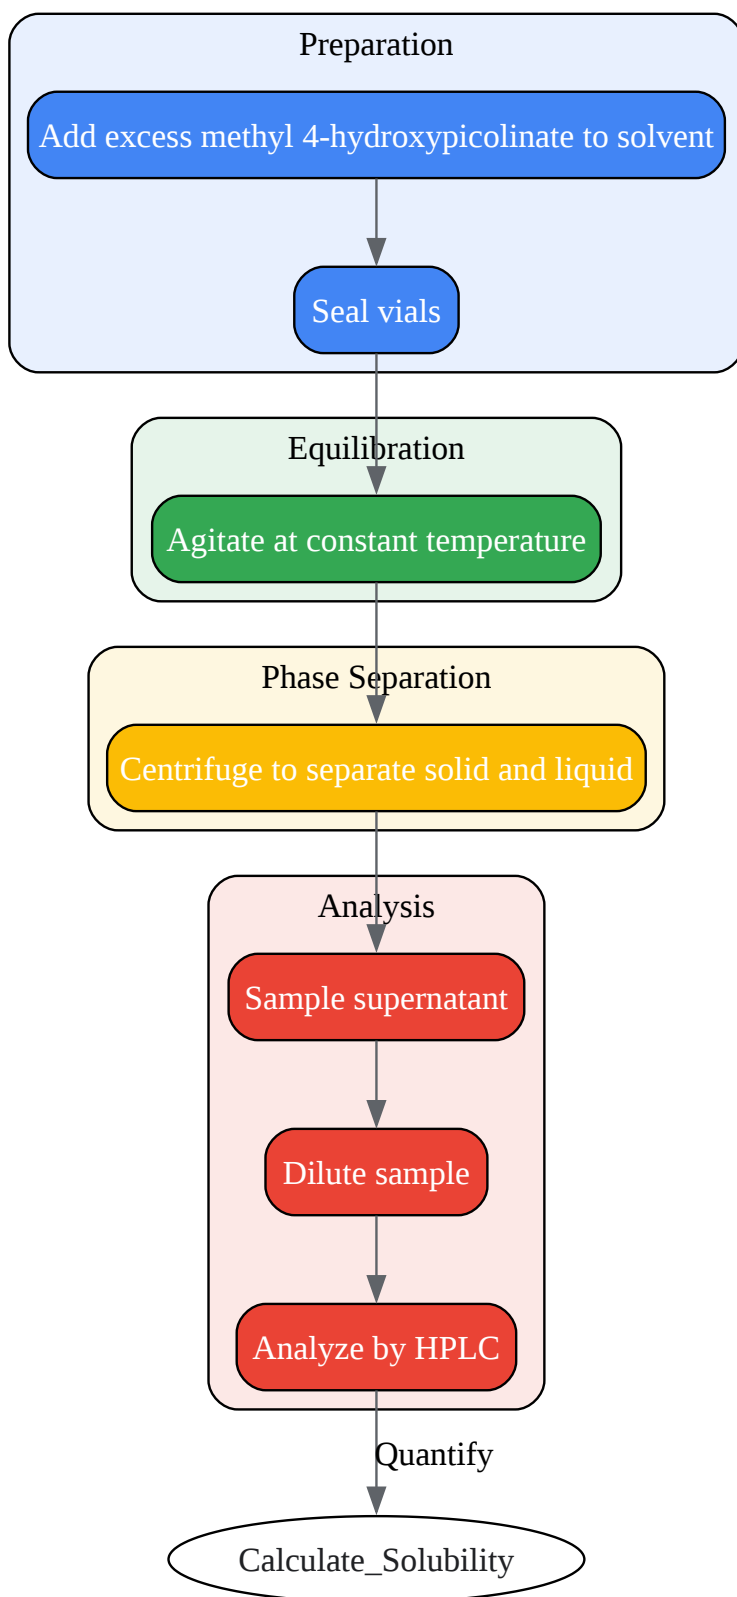 Preparation
Add excess methyl 4-hydroxypicolinate to solvent
Seal vials
Equilibration
Agitate at constant temperature
Phase Separation
Centrifuge to separate solid and liquid
Analysis
Sample supernatant
Dilute sample
Analyze by HPLC
Quantify
Calculate_Solubility